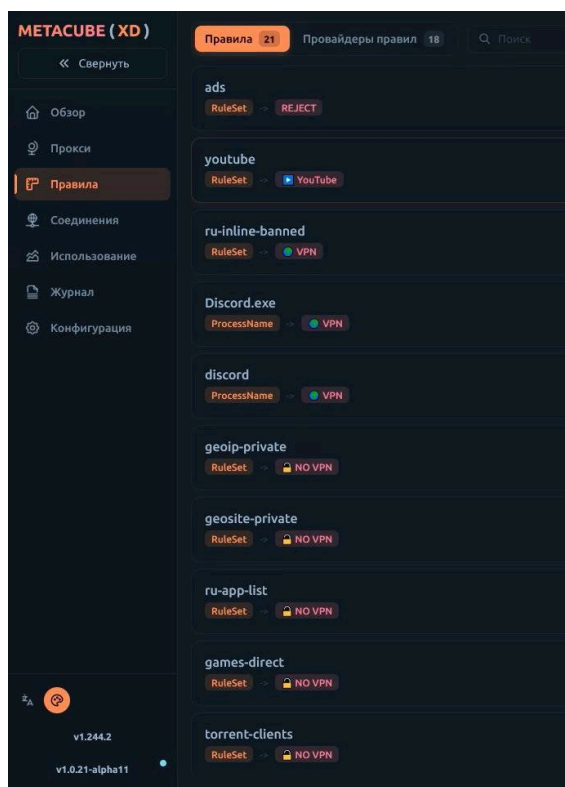 METACUBE(XD)
Свернуть
Обзор
Прокси
Правила
Соединения
Использование
Журнал
Конфигурация
v1.244.2
v1.0.21-alpha11
Правила 21
Провайдеры правил 18
Поиск
ads
RuleSet REJECT
youtube
RuleSet YouTube
ru-inline-banned
RuleSet VPN
Discord.exe
ProcessName VPN
discord
ProcessName VPN
geoip-private
RuleSet NO VPN
geosite-private
RuleSet NO VPN
ru-app-list
RuleSet NO VPN
games-direct
RuleSet NO VPN
torrent-clients
RuleSet NO VPN